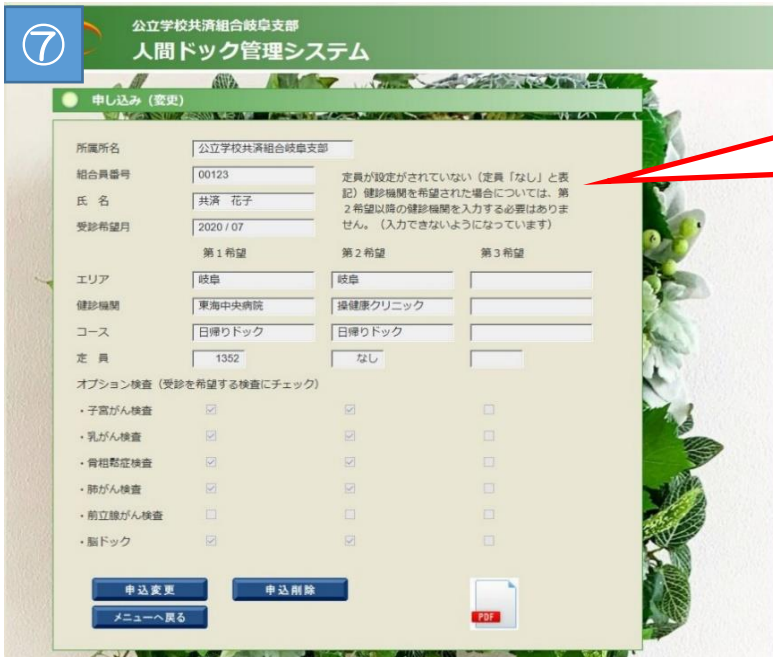 ⑦
公立学校共済組合岐阜支部
人間ドック管理システム
申し込み（変更）
所属所名 公立学校共済組合岐阜支部
組合員番号 00123
氏 名 共済 花子
受診希望月 2020 / 07
定員が設定がされていない（定員「なし」と表
記）健診機関を希望された場合については、第
２希望以降の健診機関を入力する必要はありま
せん。（入力できないようになっています）
第１希望 第２希望 第３希望
エリア 岐阜 岐阜
健診機関 東海中央病院 操健康クリニック
コース 日帰りドック 日帰りドック
定 員 1352 なし
オプション検査（受診を希望する検査にチェック）
・子宮がん検査
・乳がん検査
・骨粗鬆症検査
・肺がん検査
・前立腺がん検査
・脳ドック
申込変更 申込削除
メニューへ戻る
PDF